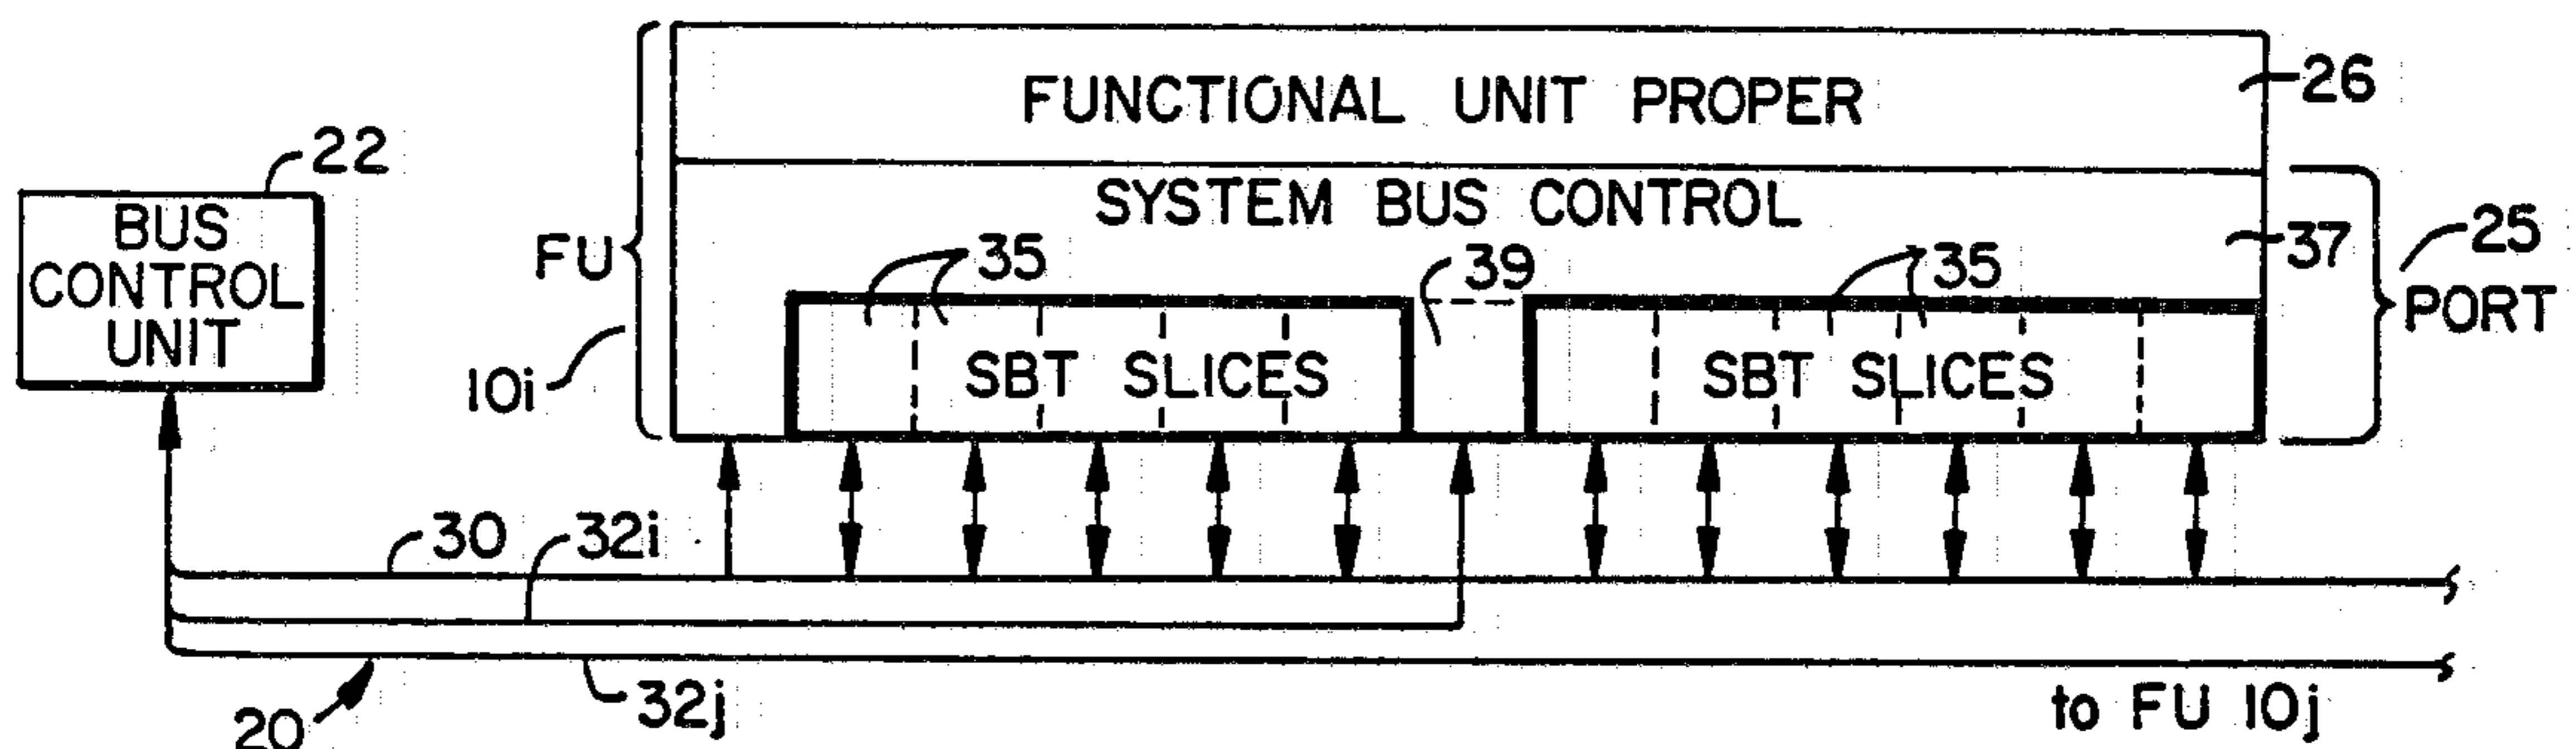 FUNCTIONAL UNIT PROPER
26
22
BUS
CONTROL
UNIT
SYSTEM BUS CONTROL
FU
35
39
35
37
25
PORT
10i
SBT SLICES
SBT SLICES
30
32i
20
32j
to FU 10j